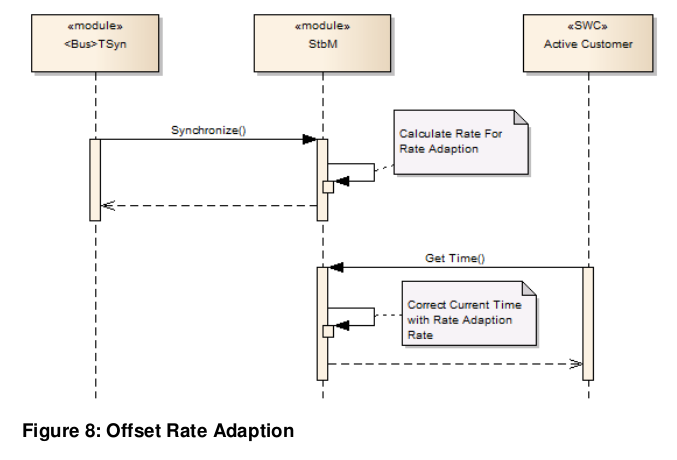 «module»
<Bus>TSyn
«module»
StbM
«SWC»
Active Customer
Synchronize()
Calculate Rate For
Rate Adaption
Get Time()
Correct Current Time
with Rate Adaption
Rate
Figure 8: Offset Rate Adaption